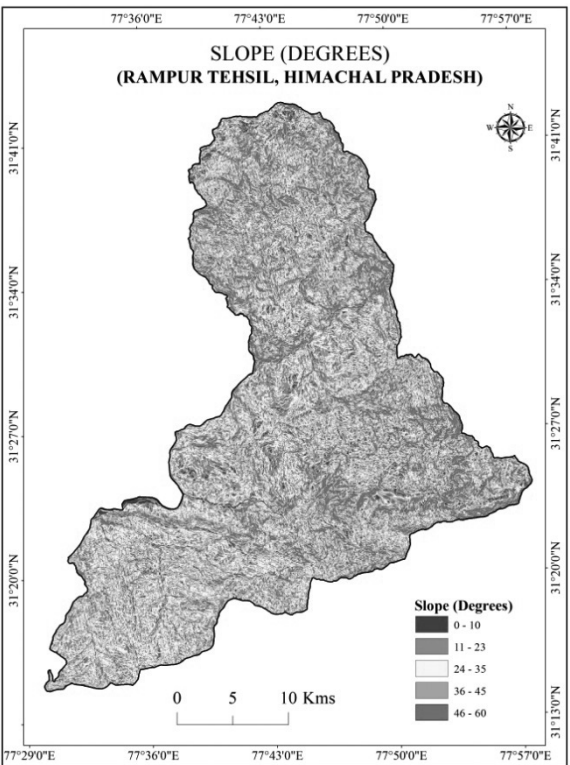 77°36'0"E 77°43'0"E 77°50'0"E 77°57'0"E
SLOPE (DEGREES)
(RAMPUR TEHSIL, HIMACHAL PRADESH)
N
W E
S
31°41'0"N 31°41'0"N
31°34'0"N 31°34'0"N
31°27'0"N 31°27'0"N
31°20'0"N 31°20'0"N
31°13'0"N
Slope (Degrees)
0 - 10
11 - 23
24 - 35
36 - 45
46 - 60
0 5 10 Kms
77°29'0"E 77°36'0"E 77°43'0"E 77°50'0"E 77°57'0"E